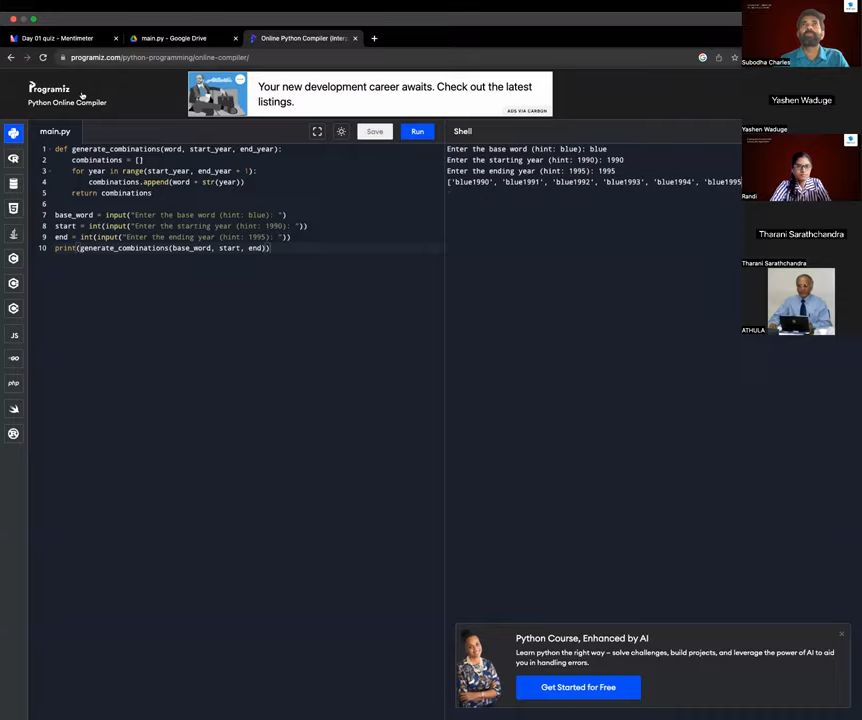 Day 01 quiz - Mentimeter
main.py - Google Drive
Online Python Compiler (Interp
programiz.com/python-programming/online-compiler/
Programiz
Python Online Compiler
Your new development career awaits. Check out the latest
listings.
ADS VIA CARBON
main.py
Save
Run
Shell
1 def generate_combinations(word, start_year, end_year):
2 combinations = []
3 for year in range(start_year, end_year + 1):
4 combinations.append(word + str(year))
5 return combinations
6
7 base_word = input("Enter the base word (hint: blue): ")
8 start = int(input("Enter the starting year (hint: 1990): "))
9 end = int(input("Enter the ending year (hint: 1995): "))
10 print(generate_combinations(base_word, start, end))
Enter the base word (hint: blue): blue
Enter the starting year (hint: 1990): 1990
Enter the ending year (hint: 1995): 1995
['blue1990', 'blue1991', 'blue1992', 'blue1993', 'blue1994', 'blue1995
JS
php
Subodha Charles
Yashen Waduge
Yashen Waduge
Randi
Tharani Sarathchandra
Tharani Sarathchandra
ATHULA
Python Course, Enhanced by AI
Learn python the right way – solve challenges, build projects, and leverage the power of AI to aid
you in handling errors.
Get Started for Free